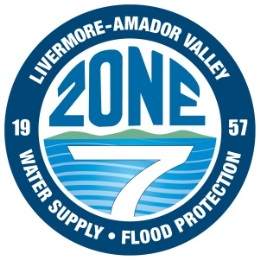 LIVERMORE-AMADOR VALLEY
ZONE
19 57
7
WATER SUPPLY • FLOOD PROTECTION